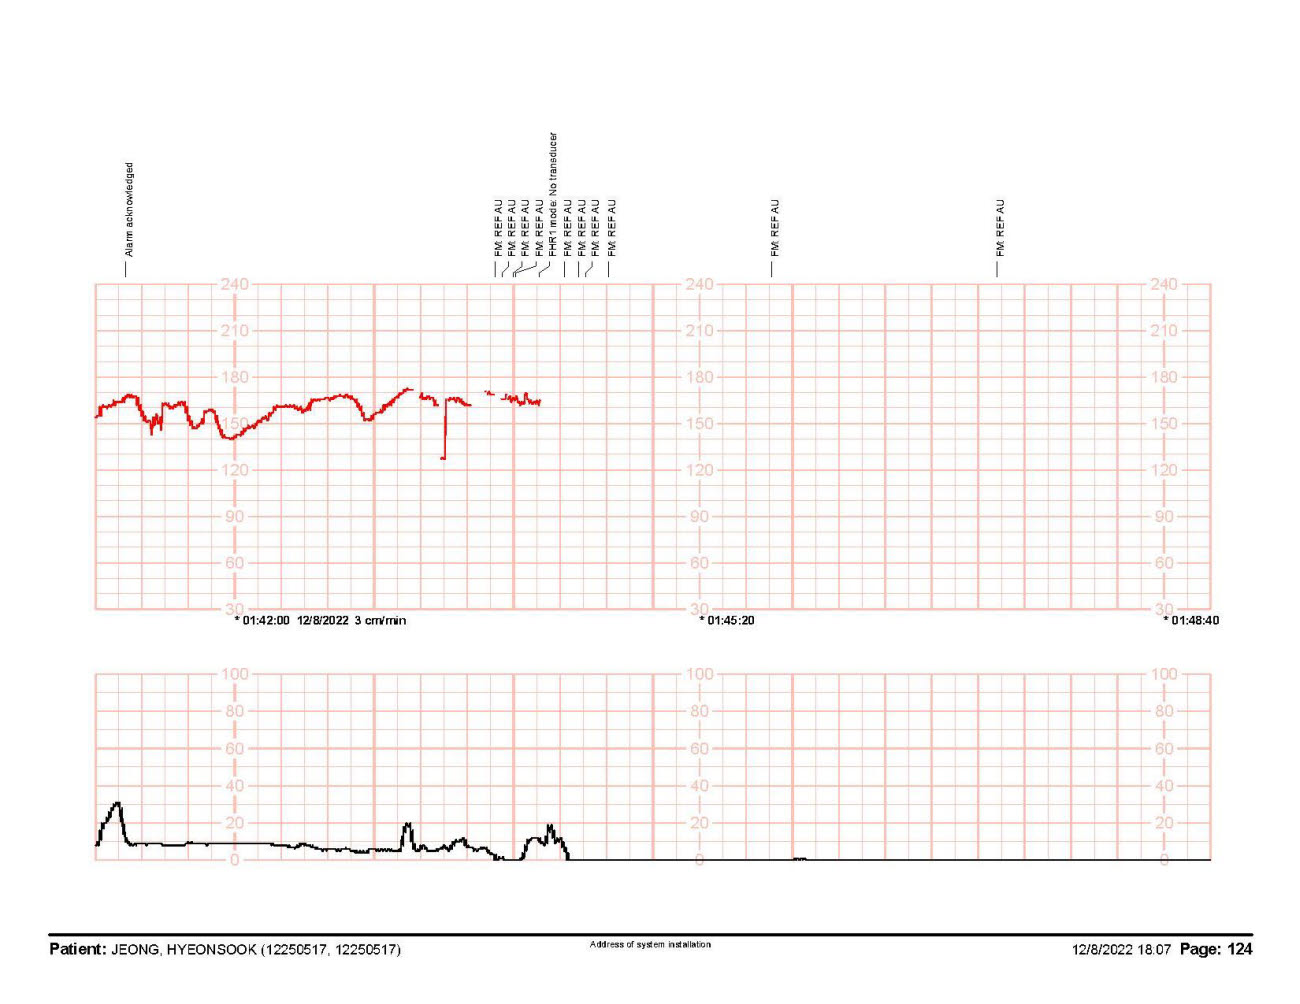 Alarm acknowledged
FM: REF AU
FM: REF AU
FM: REF AU
FM: REF AU
FHR1 mode: No transducer
FM: REF AU
FM: REF AU
FM: REF AU
FM: REF AU
FM: REF AU
FM: REF AU
240 240 240
210 210 210
180 180 180
150 150 150
120 120 120
90 90 90
60 60 60
30 30 30
* 01:42:00 12/8/2022 3 cm/min * 01:45:20 * 01:48:40
100 100 100
80 80 80
60 60 60
40 40 40
20 20 20
0 0 0
Patient: JEONG, HYEONSOOK (12250517, 12250517) Address of system installation 12/8/2022 18:07 Page: 124